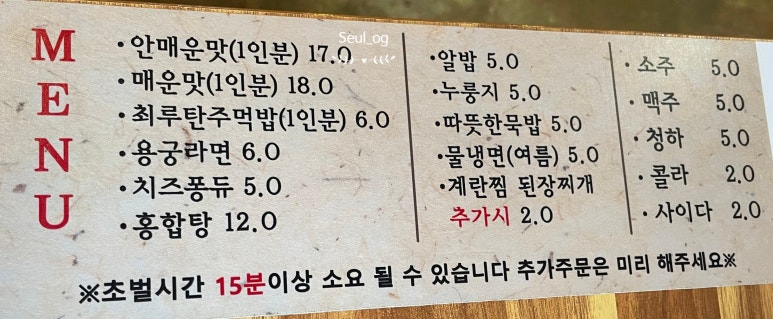 MENU
Seul_og
·안매운맛(1인분) 17.0
·매운맛(1인분) 18.0
·최루탄주먹밥(1인분) 6.0
·용궁라면 6.0
·치즈퐁듀 5.0
·홍합탕 12.0
·알밥 5.0
·누룽지 5.0
·따뜻한묵밥 5.0
·물냉면(여름) 5.0
·계란찜 된장찌개
추가시 2.0
·소주 5.0
·맥주 5.0
·청하 5.0
·콜라 2.0
·사이다 2.0
※초벌시간 15분이상 소요 될 수 있습니다 추가주문은 미리 해주세요※